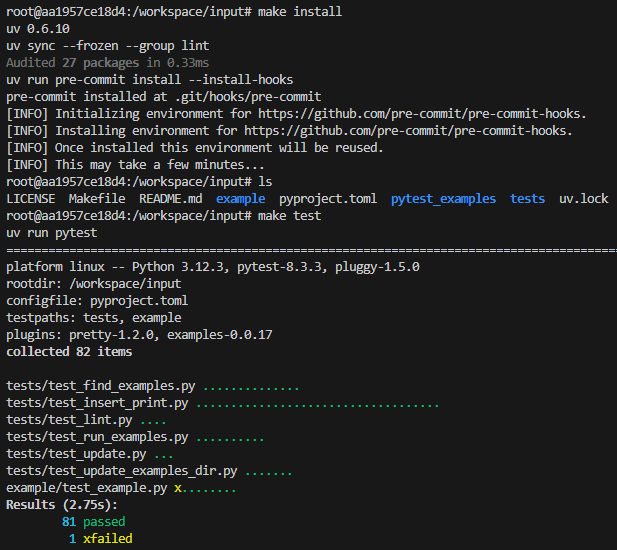 root@aa1957ce18d4:/workspace/input# make install
uv 0.6.10
uv sync --frozen --group lint
Audited 27 packages in 0.33ms
uv run pre-commit install --install-hooks
pre-commit installed at .git/hooks/pre-commit
[INFO] Initializing environment for https://github.com/pre-commit/pre-commit-hooks.
[INFO] Installing environment for https://github.com/pre-commit/pre-commit-hooks.
[INFO] Once installed this environment will be reused.
[INFO] This may take a few minutes...
root@aa1957ce18d4:/workspace/input# ls
LICENSE  Makefile  README.md  example  pyproject.toml  pytest_examples  tests  uv.lock
root@aa1957ce18d4:/workspace/input# make test
uv run pytest
=======================================================================================
platform linux -- Python 3.12.3, pytest-8.3.3, pluggy-1.5.0
rootdir: /workspace/input
configfile: pyproject.toml
testpaths: tests, example
plugins: pretty-1.2.0, examples-0.0.17
collected 82 items
tests/test_find_examples.py ..............
tests/test_insert_print.py ...................................
tests/test_lint.py ....
tests/test_run_examples.py ..........
tests/test_update.py ...
tests/test_update_examples_dir.py .......
example/test_example.py x........
Results (2.75s):
81 passed
1 xfailed